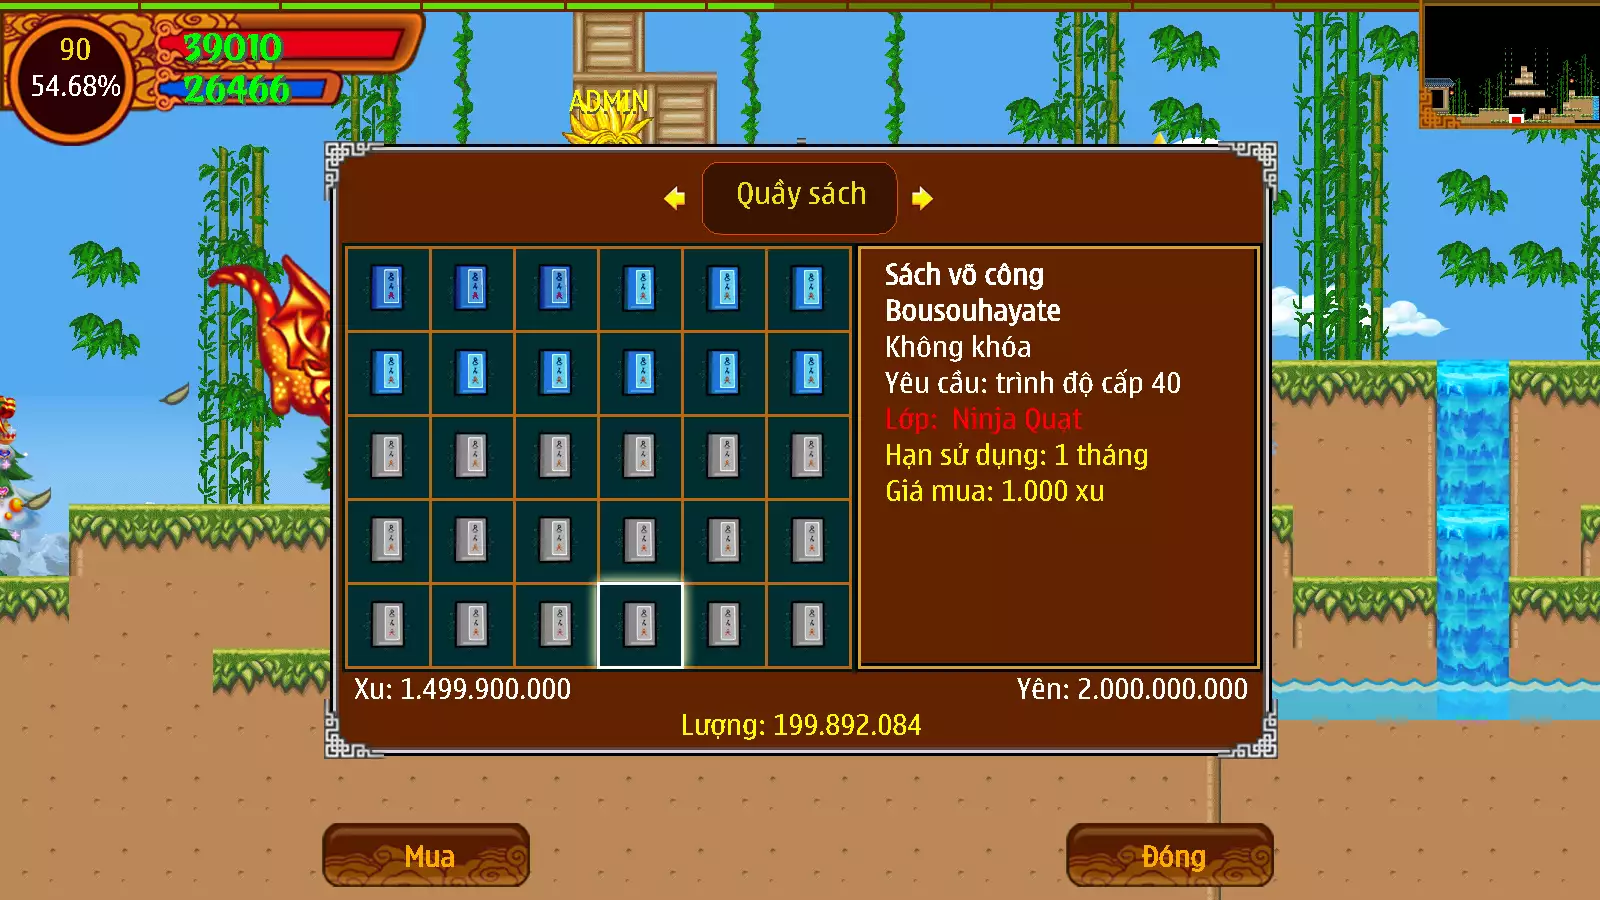 90
54.68%
39010
26466
ADMIN
Quầy sách
Sách võ công
Bousouhayate
Không khóa
Yêu cầu: trình độ cấp 40
Lớp: Ninja Quạt
Hạn sử dụng: 1 tháng
Giá mua: 1.000 xu
Xu: 1.499.900.000
Yên: 2.000.000.000
Lượng: 199.892.084
Mua
Đóng